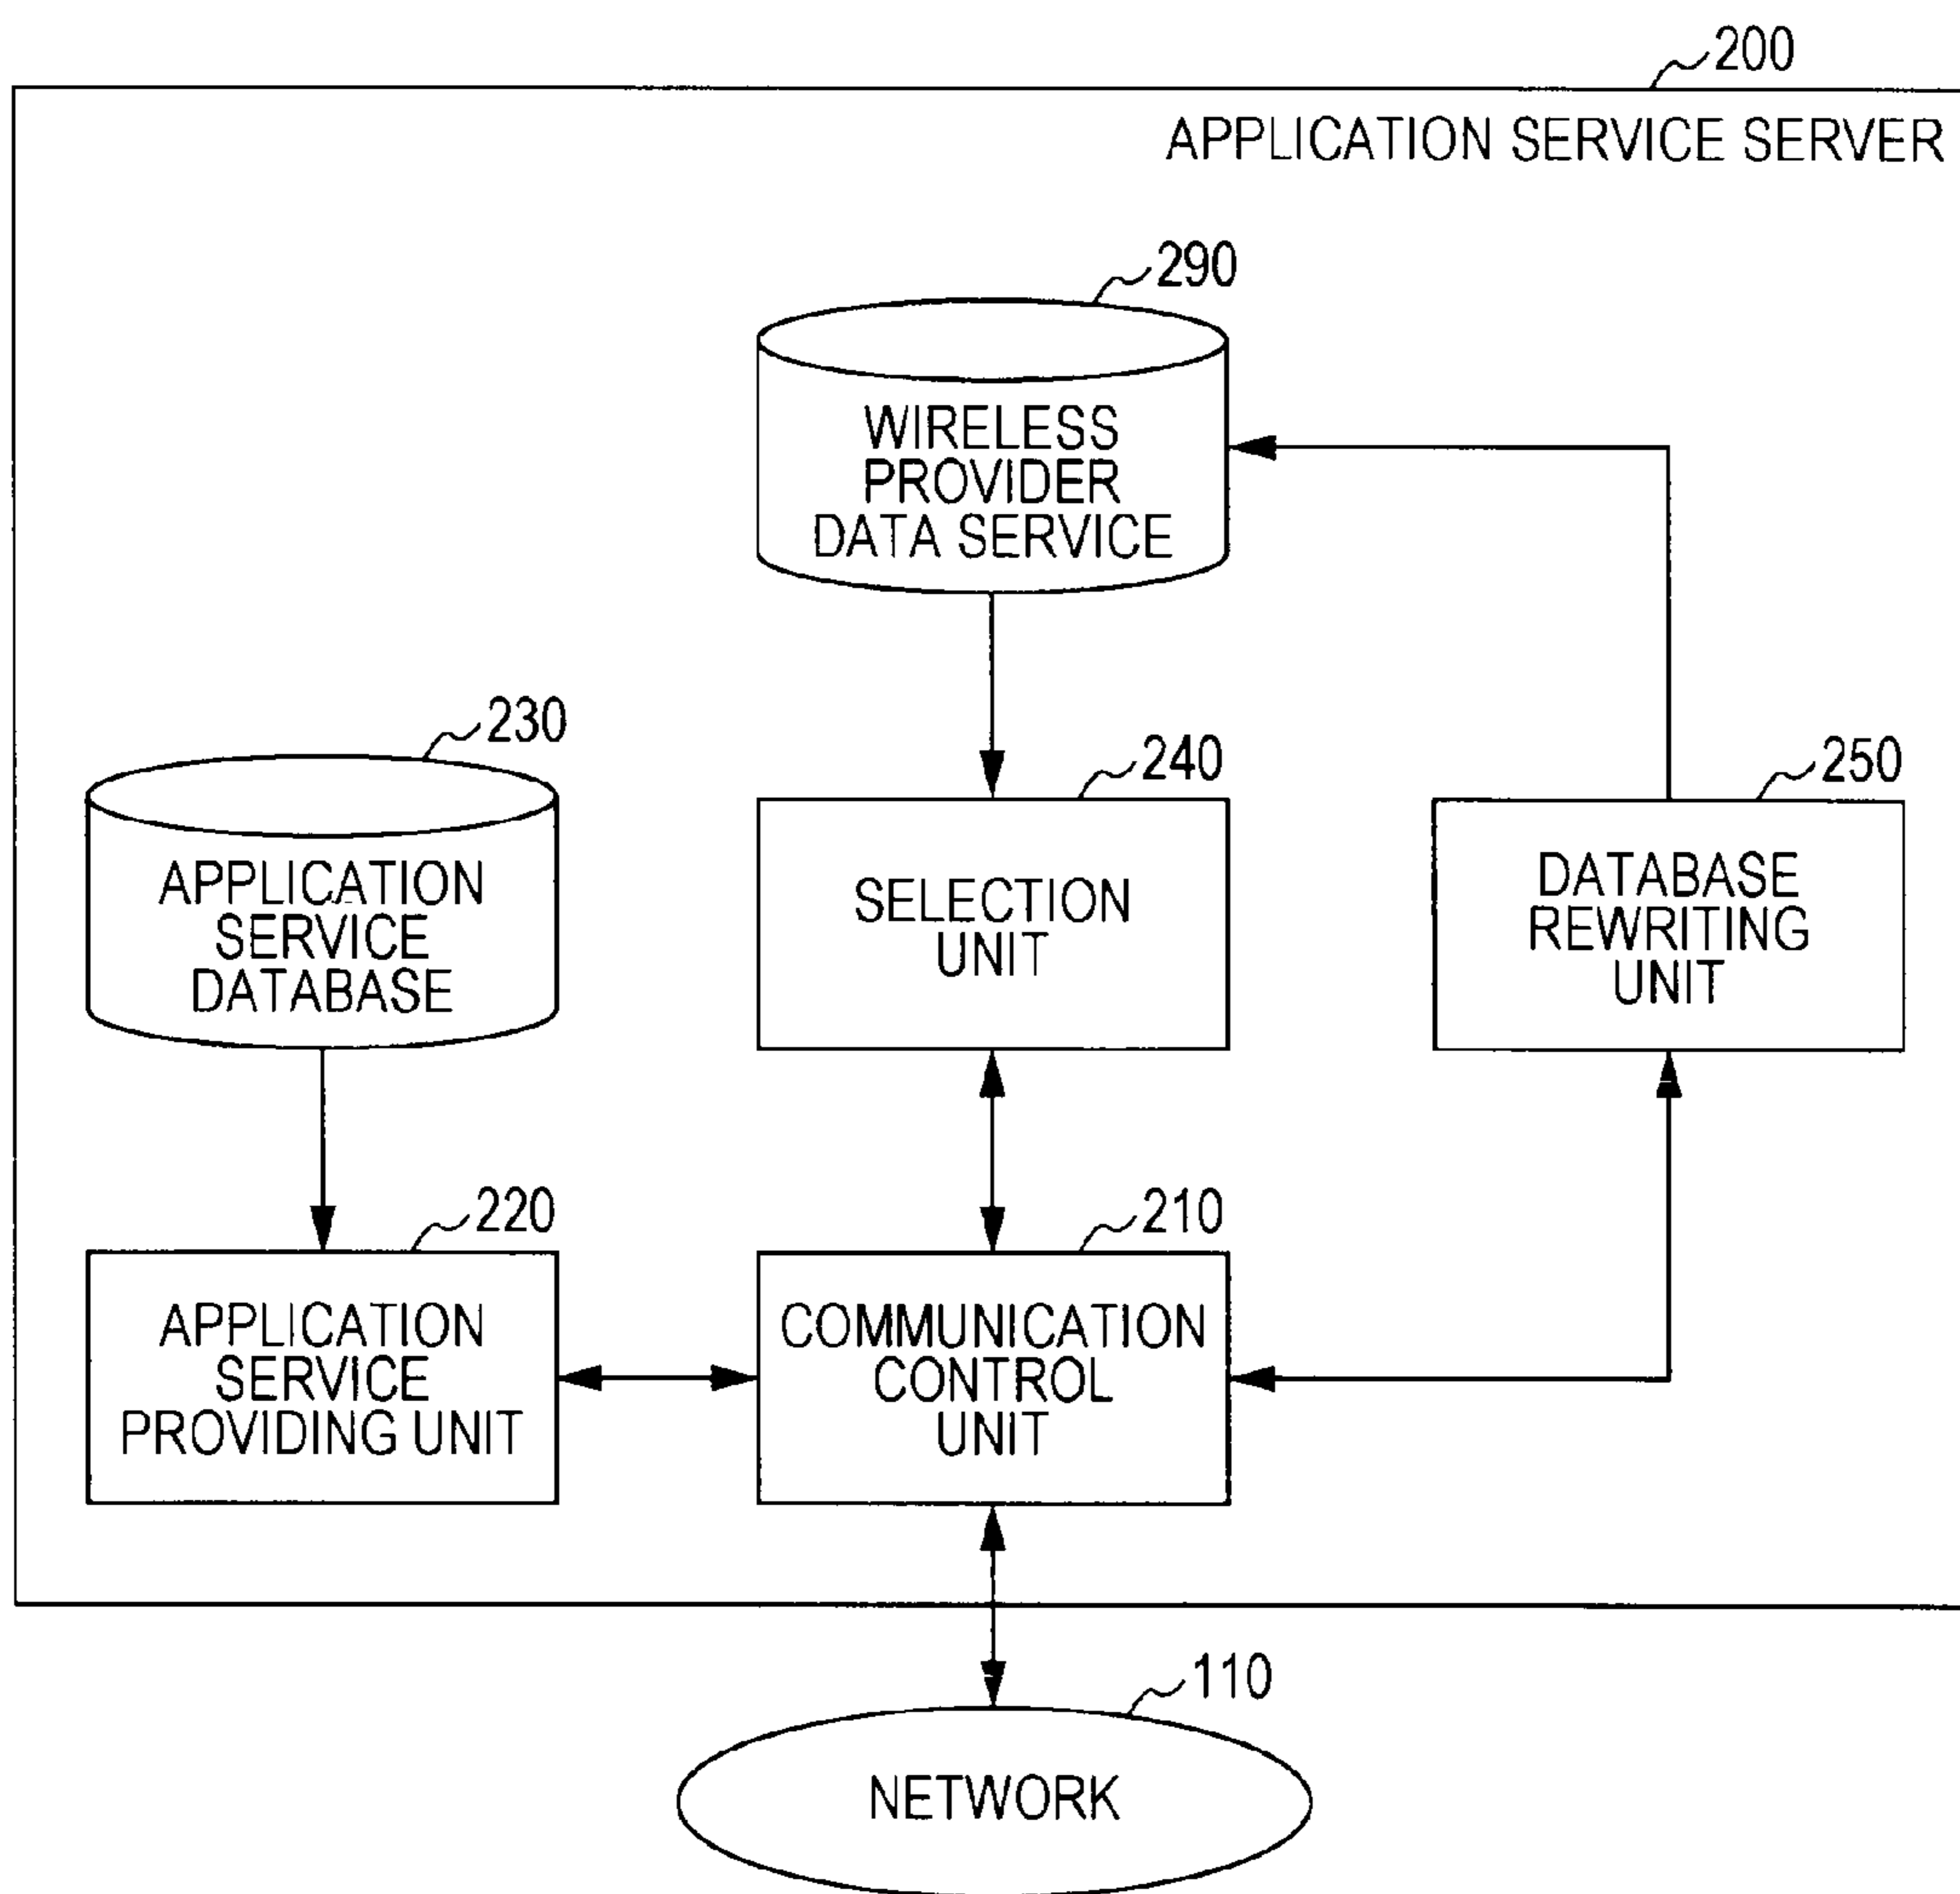 200
APPLICATION SERVICE SERVER
290
WIRELESS
PROVIDER
DATA SERVICE
230
APPLICATION
SERVICE
DATABASE
240
SELECTION
UNIT
250
DATABASE
REWRITING
UNIT
220
APPLICATION
SERVICE
PROVIDING UNIT
210
COMMUNICATION
CONTROL
UNIT
110
NETWORK